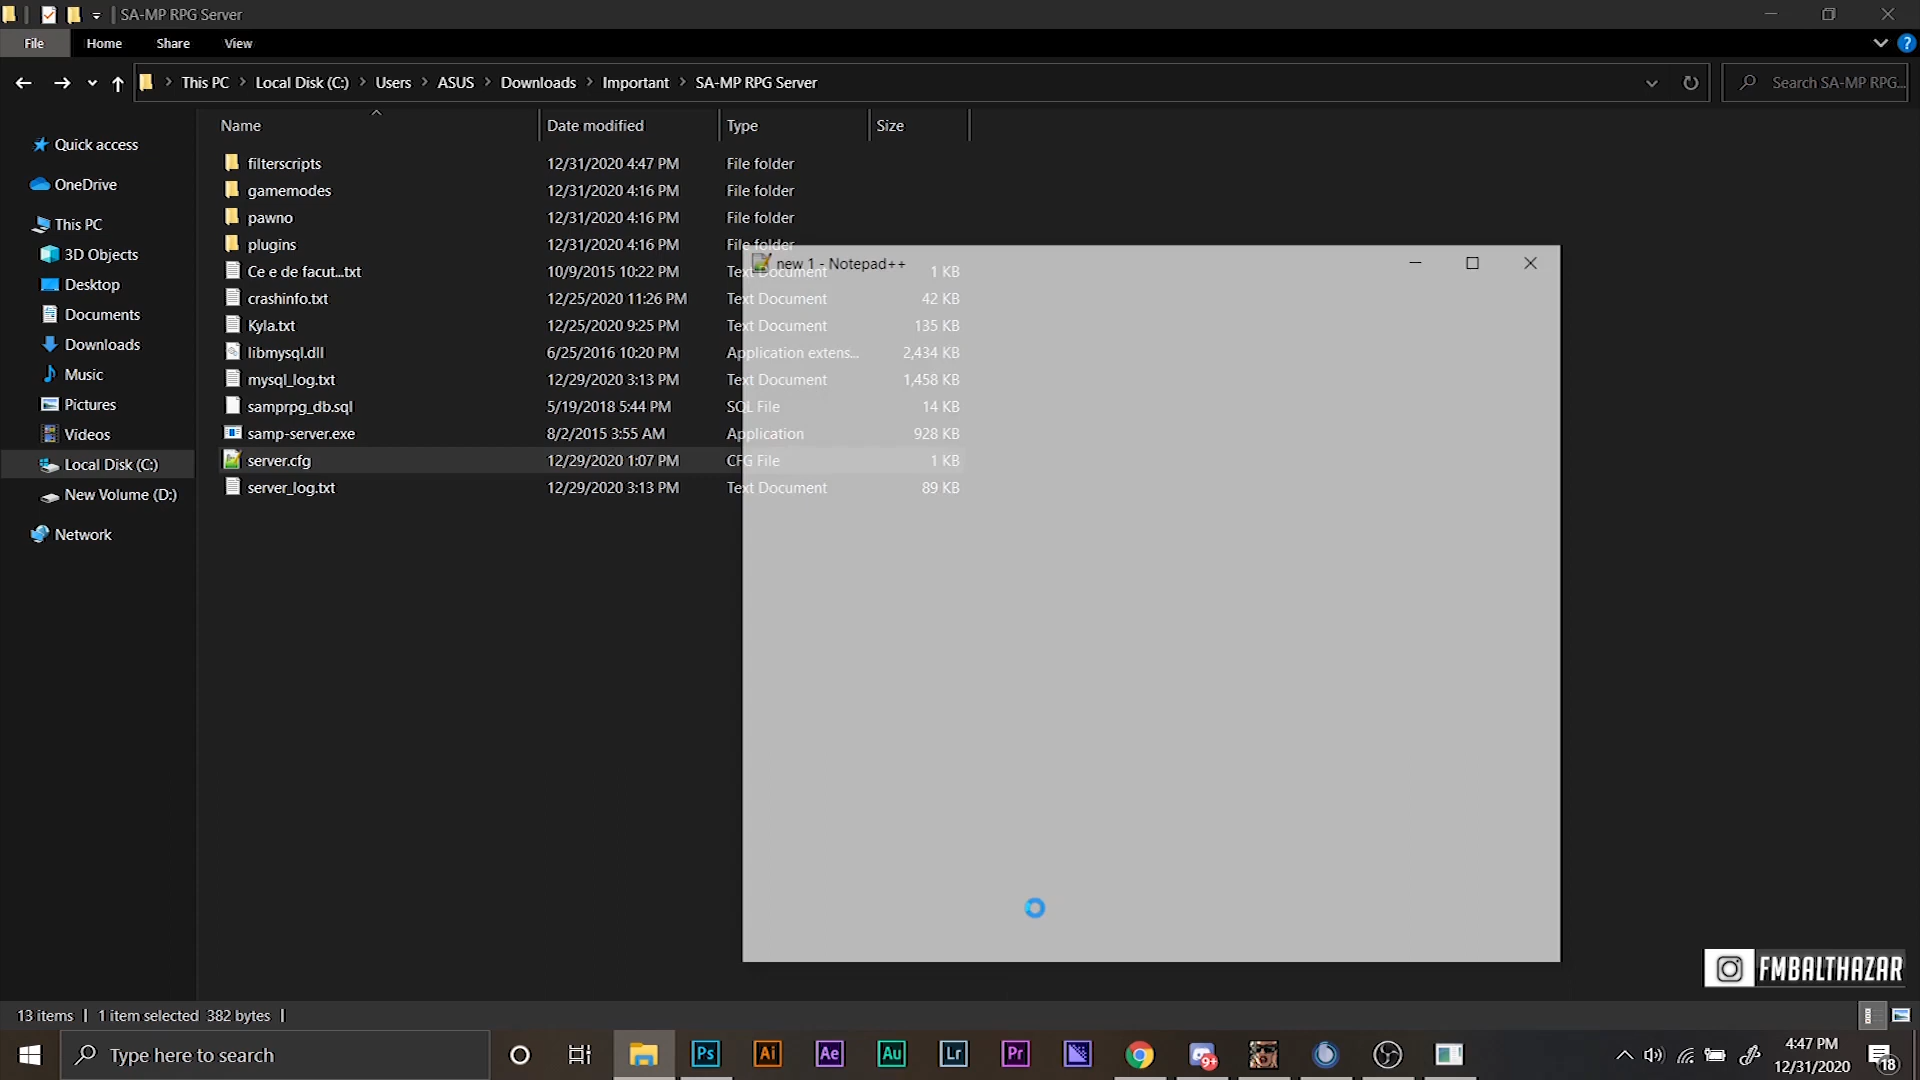 SA-MP RPG Server
File Home Share View
This PC Local Disk (C:) Users ASUS Downloads Important SA-MP RPG Server
Search SA-MP RPG...
Name Date modified Type Size
Quick access
OneDrive
This PC
3D Objects
Desktop
Documents
Downloads
Music
Pictures
Videos
Local Disk (C:)
New Volume (D:)
Network
filterscripts 12/31/2020 4:47 PM File folder
gamemodes 12/31/2020 4:16 PM File folder
pawno 12/31/2020 4:16 PM File folder
plugins 12/31/2020 4:16 PM File folder
Ce e de facut...txt 10/9/2015 10:22 PM Text Document 1 KB
crashinfo.txt 12/25/2020 11:26 PM Text Document 42 KB
Kyla.txt 12/25/2020 9:25 PM Text Document 135 KB
libmysql.dll 6/25/2016 10:20 PM Application extens... 2,434 KB
mysql_log.txt 12/29/2020 3:13 PM Text Document 1,458 KB
samprpg_db.sql 5/19/2018 5:44 PM SQL File 14 KB
samp-server.exe 8/2/2015 3:55 AM Application 928 KB
server.cfg 12/29/2020 1:07 PM CFG File 1 KB
server_log.txt 12/29/2020 3:13 PM Text Document 89 KB
new 1 - Notepad++
FMBALTHAZAR
13 items 1 item selected 382 bytes
Type here to search
Ps Ai Ae Au Lr Pr
9+
4:47 PM
12/31/2020
18